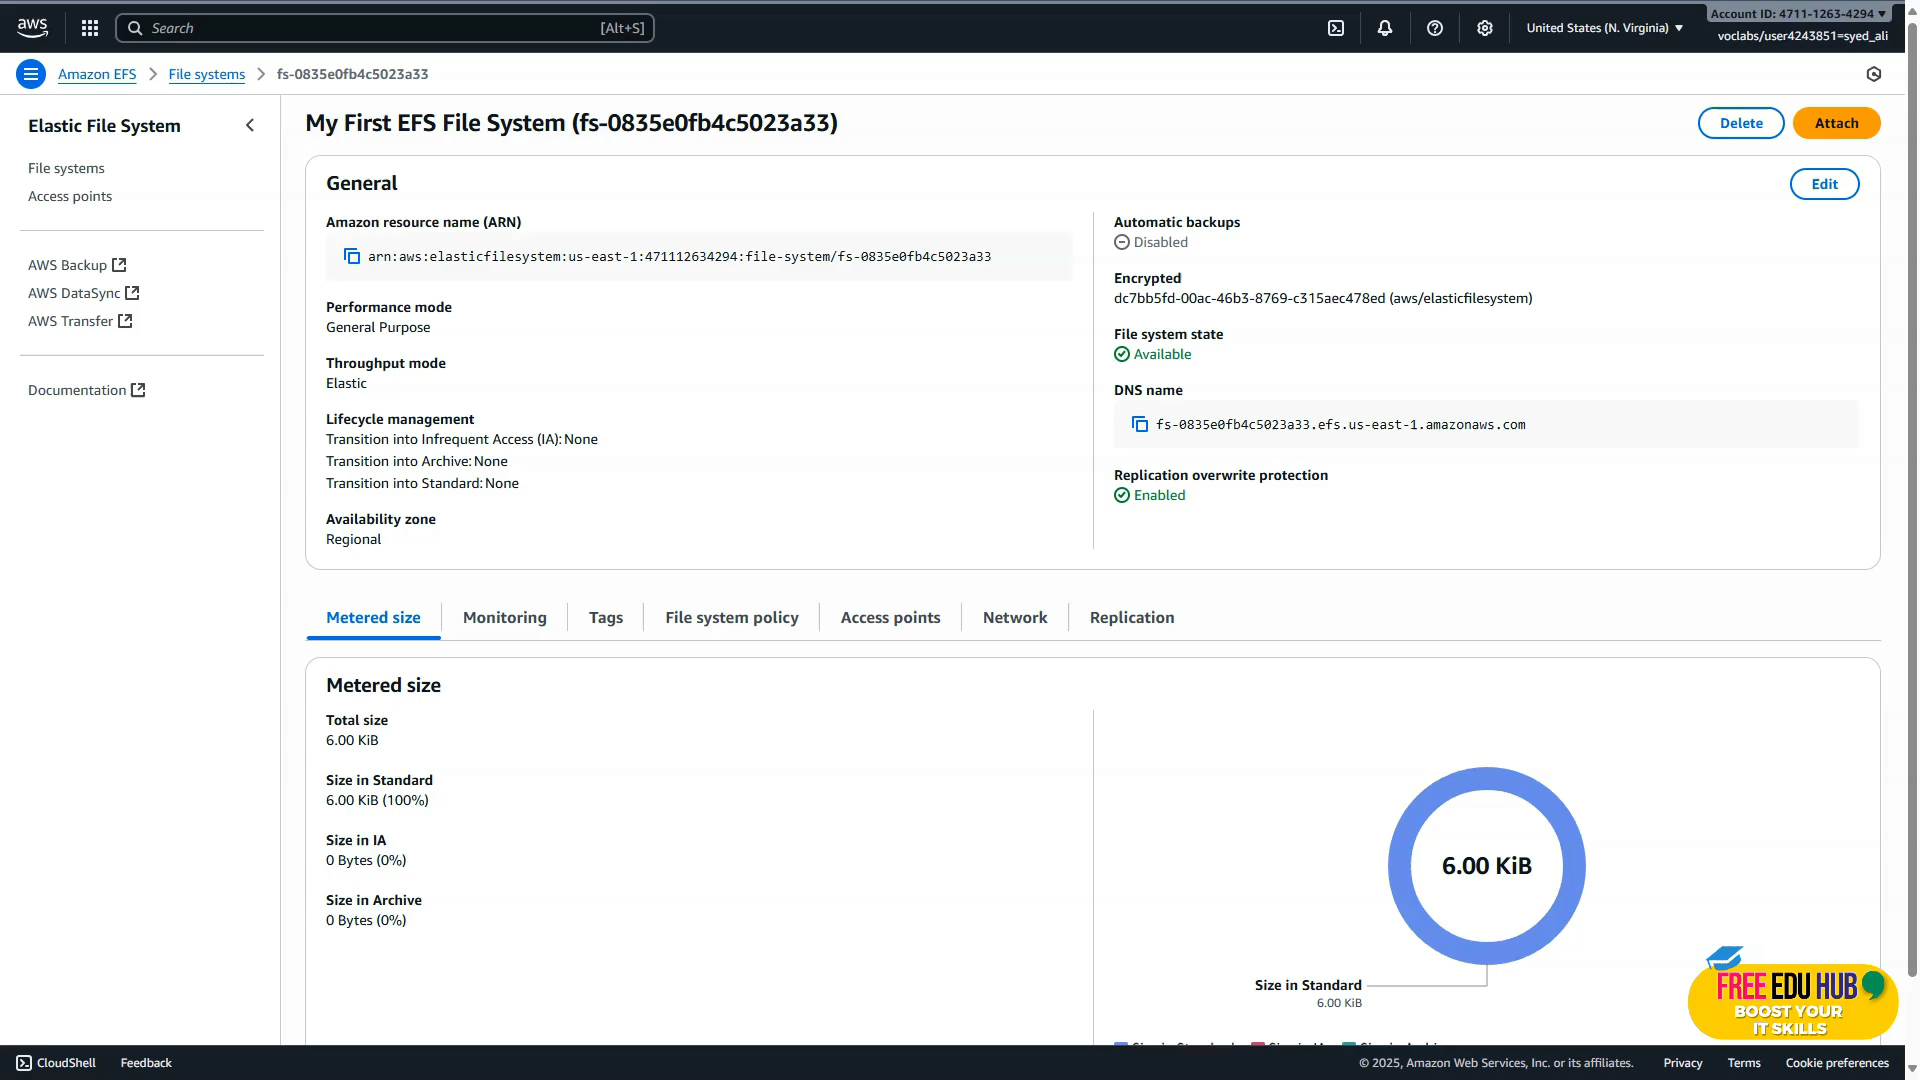 aws
Search
[Alt+S]
United States (N. Virginia)
Account ID: 4711-1263-4294
voclabs/user4243851=syed_ali
Amazon EFS
File systems
fs-0835e0fb4c5023a33
Elastic File System
File systems
Access points
AWS Backup
AWS DataSync
AWS Transfer
Documentation
My First EFS File System (fs-0835e0fb4c5023a33)
Delete
Attach
General
Edit
Amazon resource name (ARN)
arn:aws:elasticfilesystem:us-east-1:471112634294:file-system/fs-0835e0fb4c5023a33
Performance mode
General Purpose
Throughput mode
Elastic
Lifecycle management
Transition into Infrequent Access (IA): None
Transition into Archive: None
Transition into Standard: None
Availability zone
Regional
Automatic backups
Disabled
Encrypted
dc7bb5fd-00ac-46b3-8769-c315aec478ed (aws/elasticfilesystem)
File system state
Available
DNS name
fs-0835e0fb4c5023a33.efs.us-east-1.amazonaws.com
Replication overwrite protection
Enabled
Metered size
Monitoring
Tags
File system policy
Access points
Network
Replication
Metered size
Total size
6.00 KiB
Size in Standard
6.00 KiB (100%)
Size in IA
0 Bytes (0%)
Size in Archive
0 Bytes (0%)
6.00 KiB
Size in Standard
6.00 KiB
FREE EDU HUB
BOOST YOUR
IT SKILLS
CloudShell
Feedback
© 2025, Amazon Web Services, Inc. or its affiliates.
Privacy
Terms
Cookie preferences